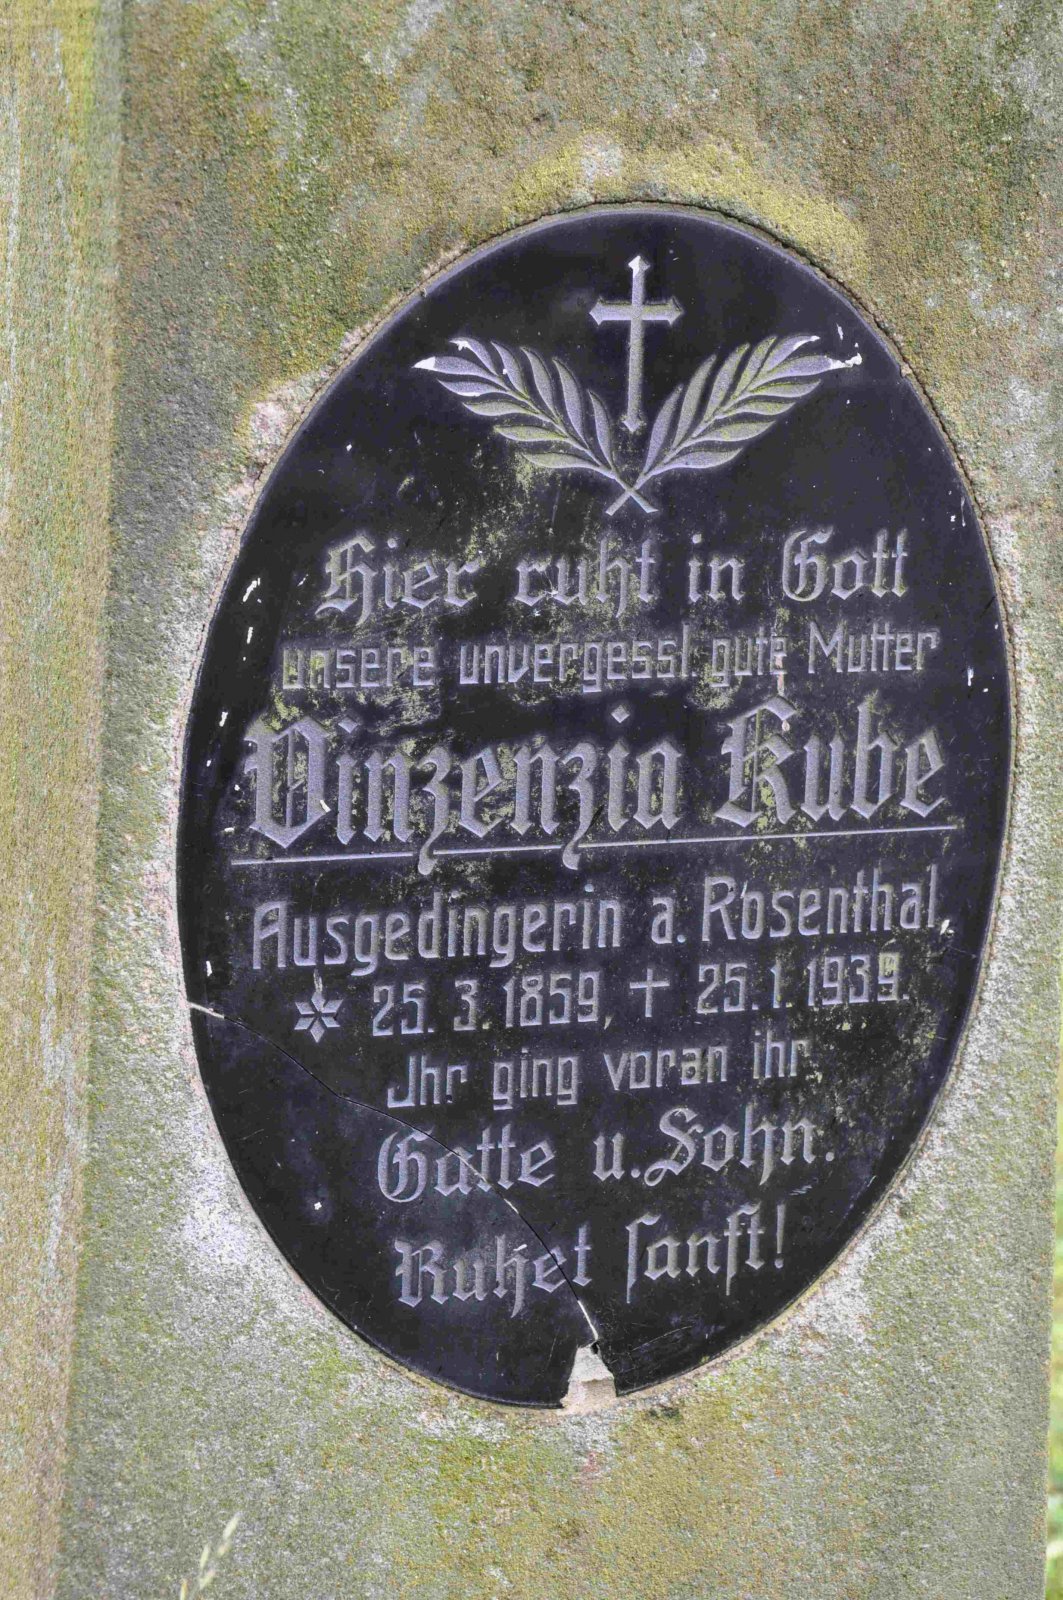 Hier ruht in Gott
unsere unvergessl. gute Mutter
Vinzenzia Kube
Ausgedingerin a. Rosenthal,
* 25. 3. 1859, † 25. 1. 1939.
Jhr ging voran ihr
Gatte u. Sohn.
Ruhet sanft!